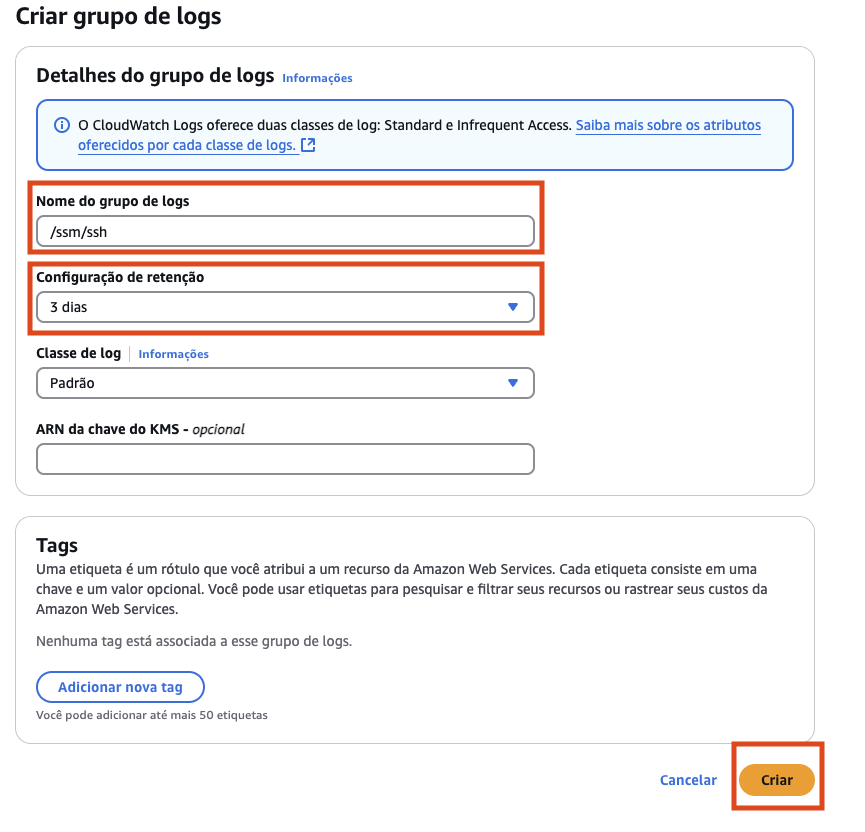 Criar grupo de logs
Detalhes do grupo de logs Informações
O CloudWatch Logs oferece duas classes de log: Standard e Infrequent Access. Saiba mais sobre os atributos
oferecidos por cada classe de logs.
Nome do grupo de logs
/ssm/ssh
Configuração de retenção
3 dias
Classe de log Informações
Padrão
ARN da chave do KMS - opcional
Tags
Uma etiqueta é um rótulo que você atribui a um recurso da Amazon Web Services. Cada etiqueta consiste em uma
chave e um valor opcional. Você pode usar etiquetas para pesquisar e filtrar seus recursos ou rastrear seus custos da
Amazon Web Services.
Nenhuma tag está associada a esse grupo de logs.
Adicionar nova tag
Você pode adicionar até mais 50 etiquetas
Cancelar Criar